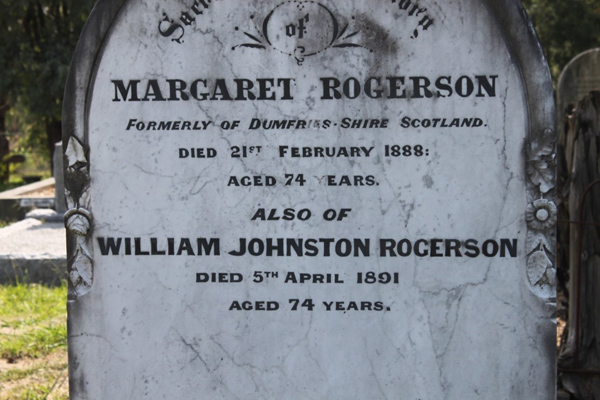 of
MARGARET ROGERSON
FORMERLY OF DUMFRIES-SHIRE SCOTLAND.
DIED 21ST FEBRUARY 1888:
AGED 74 EARS.
ALSO OF
WILLIAM JOHNSTON ROGERSON
DIED 5TH APRIL 1891
AGED 74 YEARS.